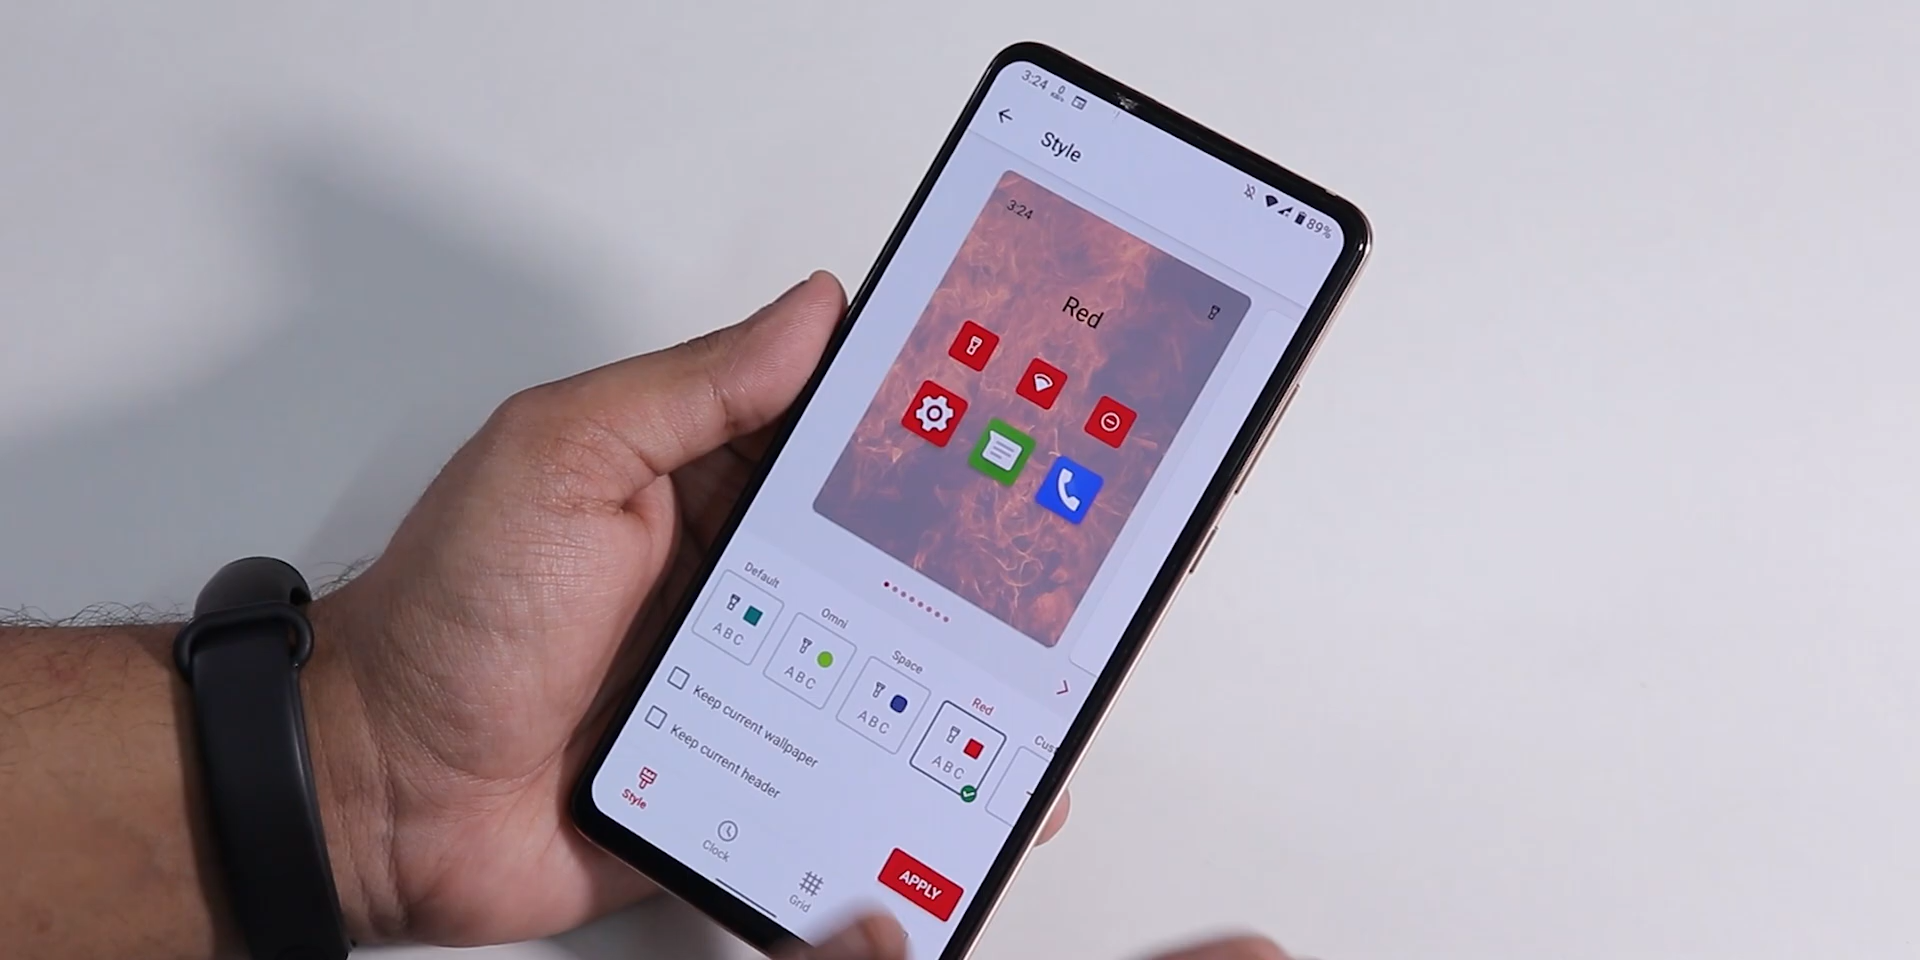 3:24 0
89%
Style
3:24
Red
Default
Omni
Space
Red
ABC
ABC
ABC
ABC
Keep current wallpaper
Keep current header
Style
Clock
Grid
APPLY